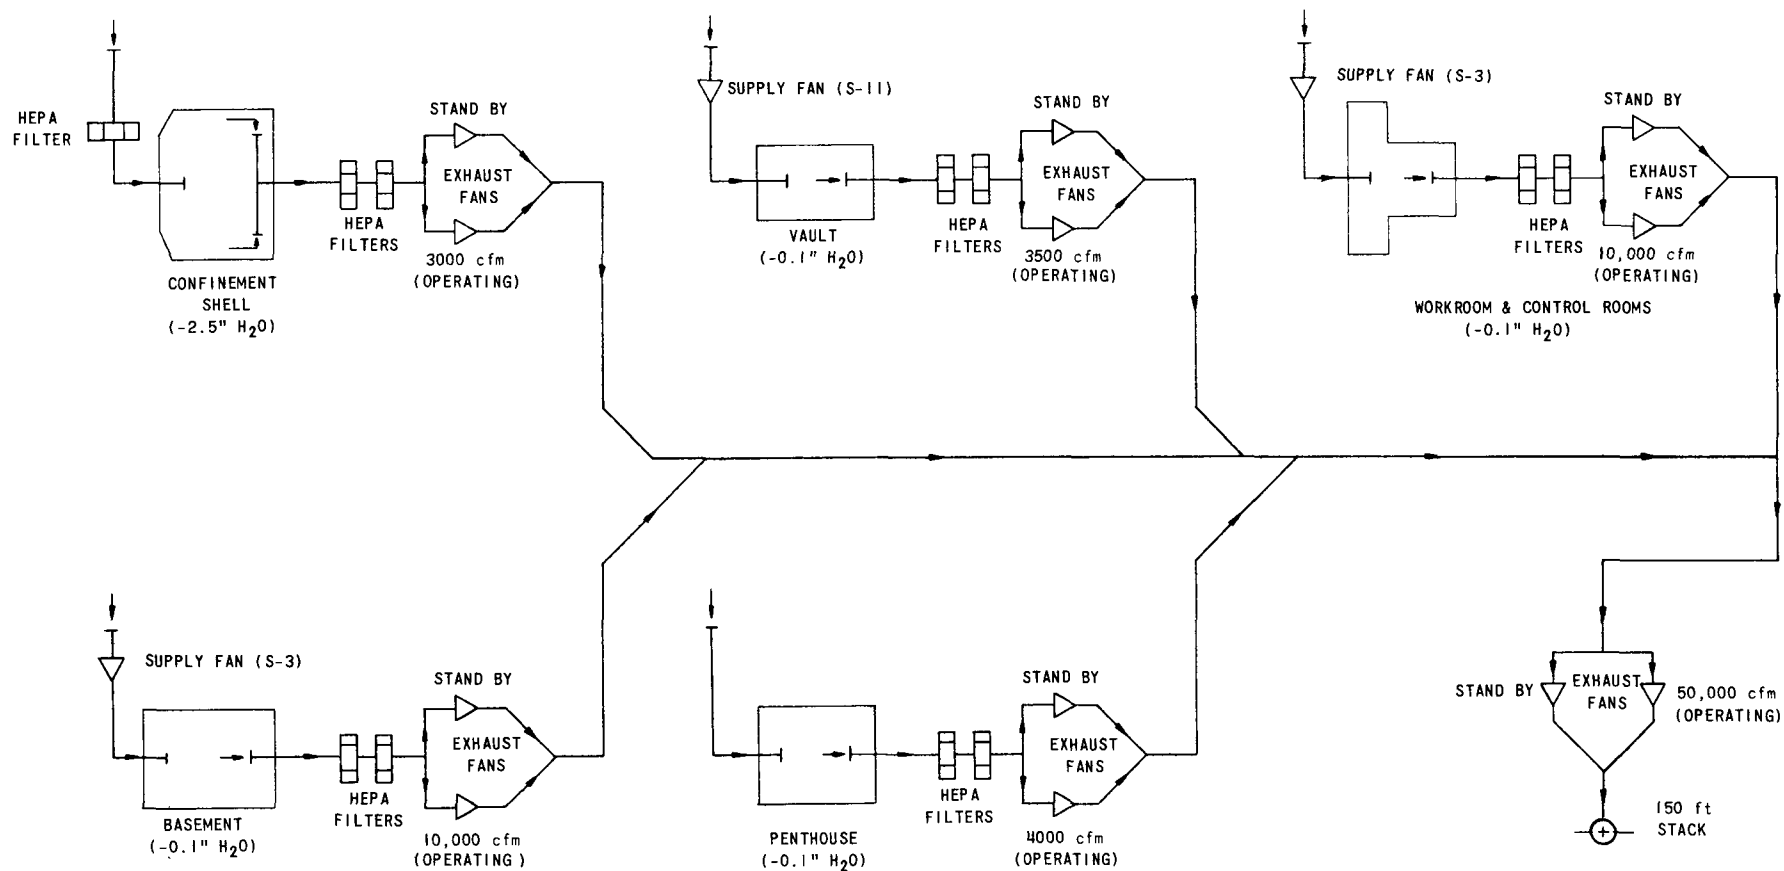 HEPA
FILTER
STAND BY
EXHAUST
FANS
HEPA
FILTERS
3000 cfm
(OPERATING)
CONFINEMENT
SHELL
(-2.5" H2O)
SUPPLY FAN (S-11)
STAND BY
EXHAUST
FANS
HEPA
FILTERS
VAULT
(-0.1" H2O)
3500 cfm
(OPERATING)
SUPPLY FAN (S-3)
STAND BY
EXHAUST
FANS
HEPA
FILTERS
10,000 cfm
(OPERATING)
WORKROOM & CONTROL ROOMS
(-0.1" H2O)
SUPPLY FAN (S-3)
STAND BY
EXHAUST
FANS
HEPA
FILTERS
BASEMENT
(-0.1" H2O)
10,000 cfm
(OPERATING)
STAND BY
EXHAUST
FANS
HEPA
FILTERS
PENTHOUSE
(-0.1" H2O)
4000 cfm
(OPERATING)
STAND BY
EXHAUST
FANS
50,000 cfm
(OPERATING)
150 ft
STACK